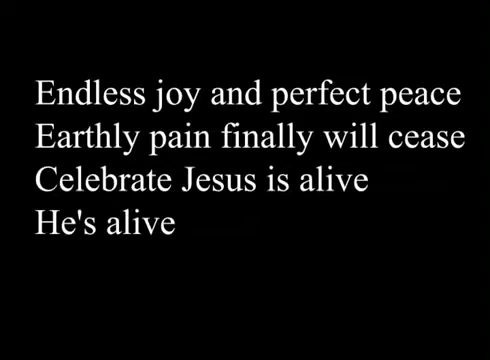 Endless joy and perfect peace
Earthly pain finally will cease
Celebrate Jesus is alive
He's alive